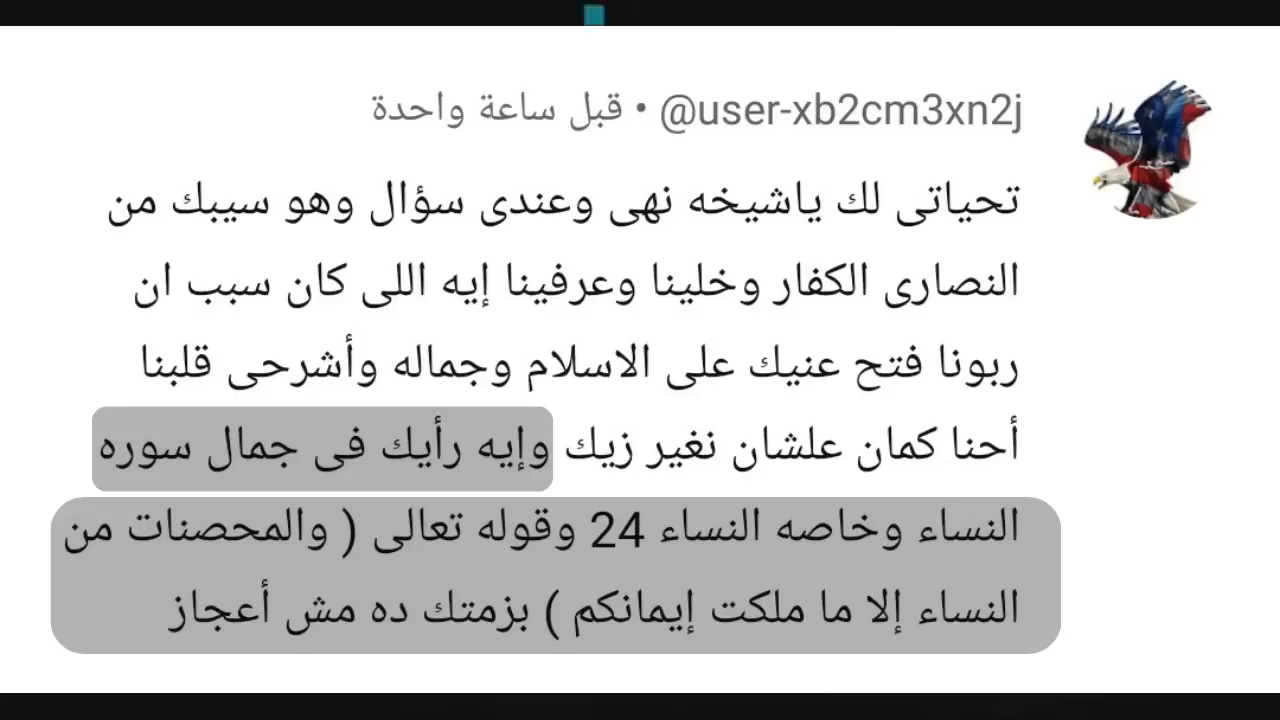 @user-xb2cm3xn2j • قبل ساعة واحدة
تحياتى لك ياشيخه نهى وعندى سؤال وهو سيبك من
النصارى الكفار وخلينا وعرفينا إيه اللى كان سبب ان
ربونا فتح عنيك على الاسلام وجماله وأشرحى قلبنا
أحنا كمان علشان نغير زيك وإيه رأيك فى جمال سوره
النساء وخاصه النساء 24 وقوله تعالى ( والمحصنات من
النساء إلا ما ملكت إيمانكم ) بزمتك ده مش أعجاز